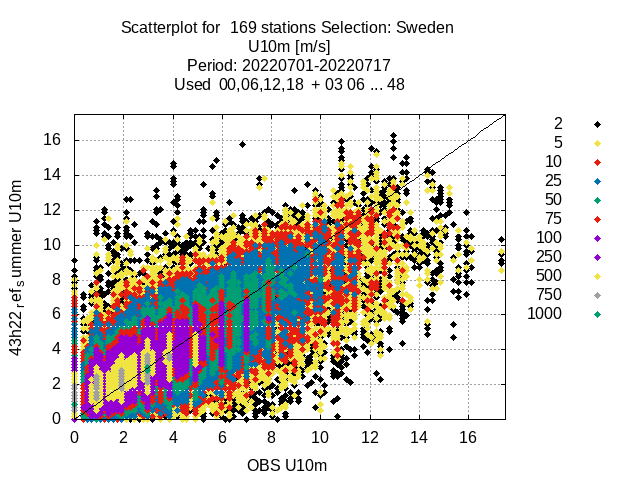 Scatterplot for  169 stations Selection: Sweden
U10m [m/s]
Period: 20220701-20220717
Used  00,06,12,18  + 03 06 ... 48
43h22_ref_summer U10m
16
14
12
10
8
6
4
2
0
0 2 4 6 8 10 12 14 16
OBS U10m
2
5
10
25
50
75
100
250
500
750
1000